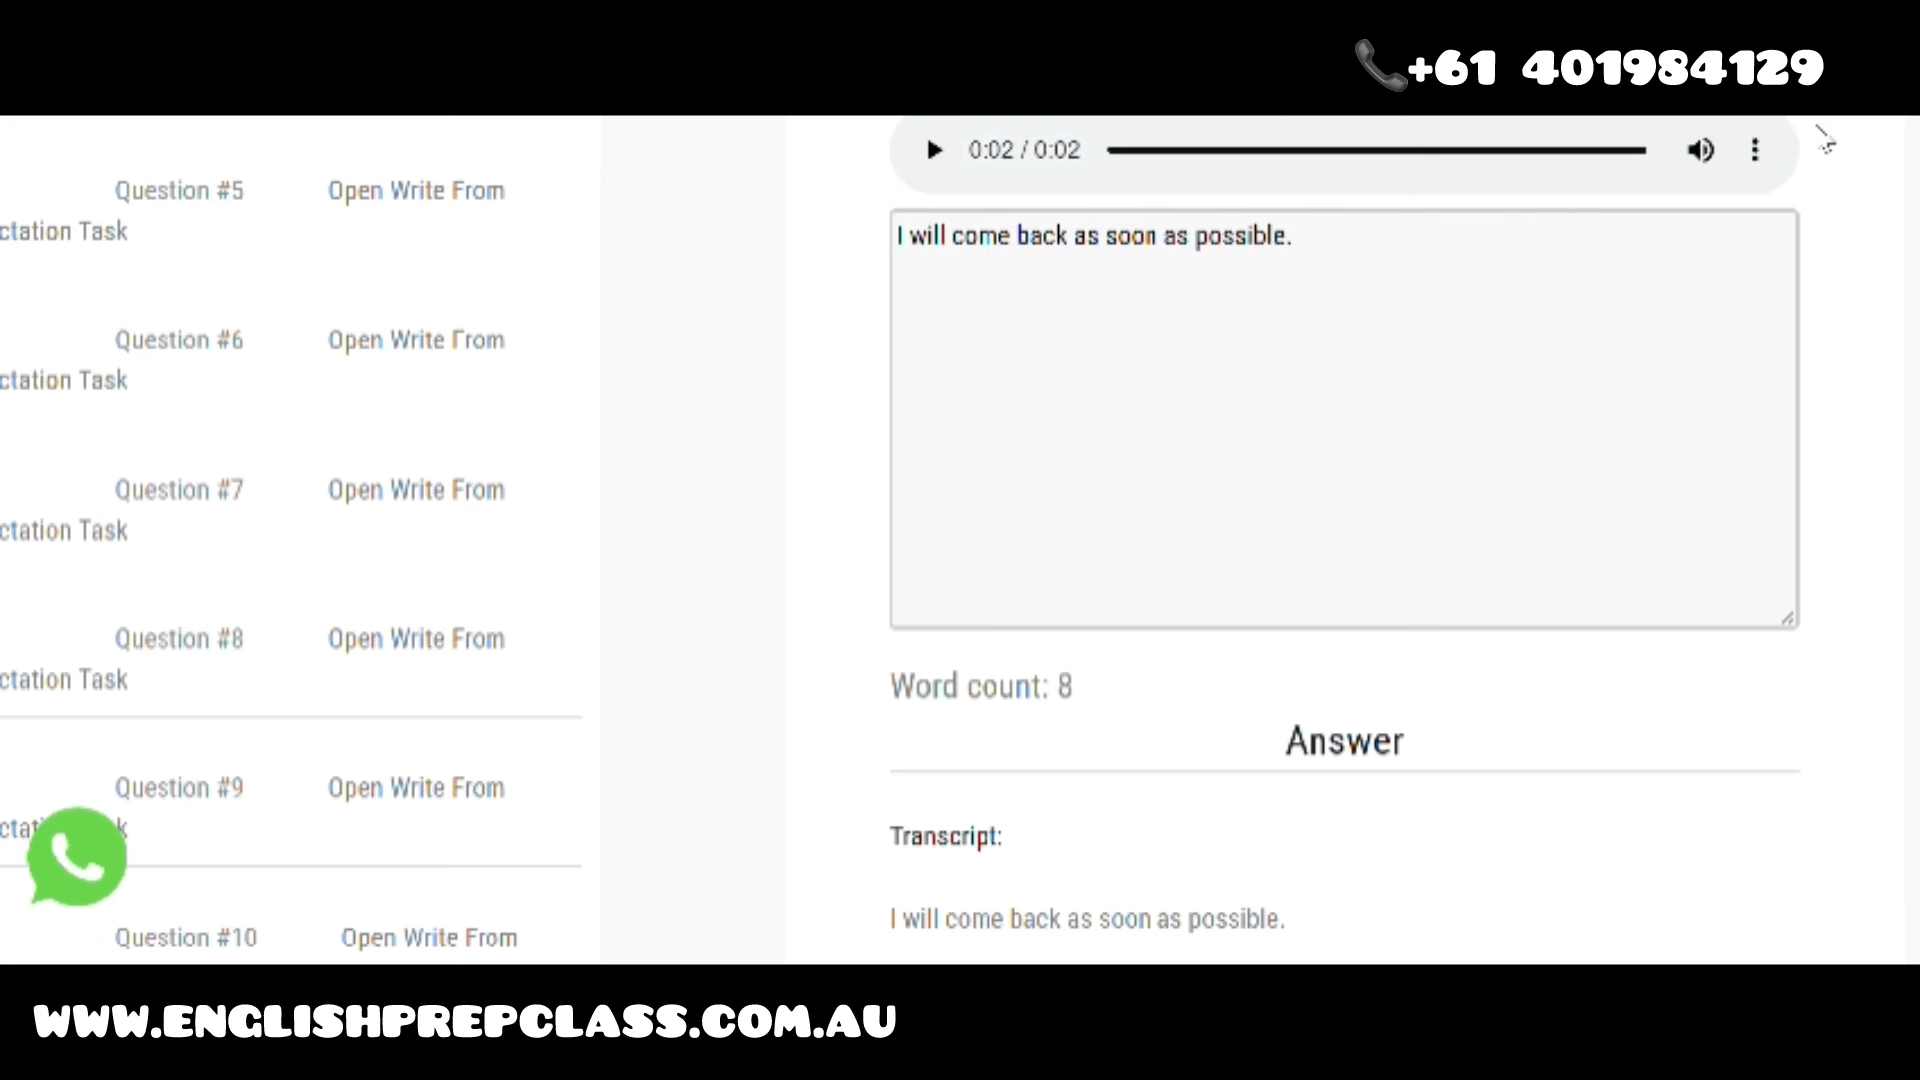 +61 401984129
Question #5 Open Write From
ctation Task
Question #6 Open Write From
ctation Task
Question #7 Open Write From
ctation Task
Question #8 Open Write From
ctation Task
Question #9 Open Write From
Question #10 Open Write From
0:02 / 0:02
I will come back as soon as possible.
Word count: 8
Answer
Transcript:
I will come back as soon as possible.
WWW.ENGLISHPREPCLASS.COM.AU